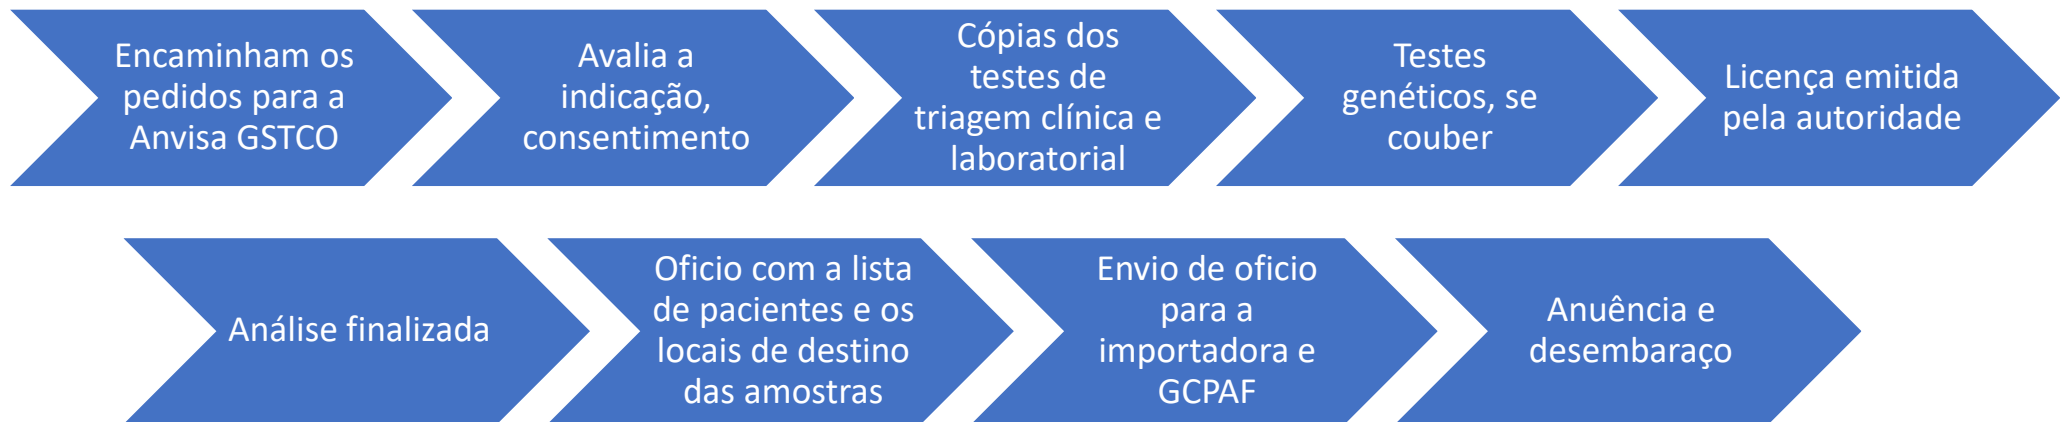 Encaminham os
pedidos para a
Anvisa GSTCO
Avalia a
indicação,
consentimento
Cópias dos
testes de
triagem clínica e
laboratorial
Testes
genéticos, se
couber
Licença emitida
pela autoridade
Análise finalizada
Oficio com a lista
de pacientes e os
locais de destino
das amostras
Envio de oficio
para a
importadora e
GCPAF
Anuência e
desembaraço